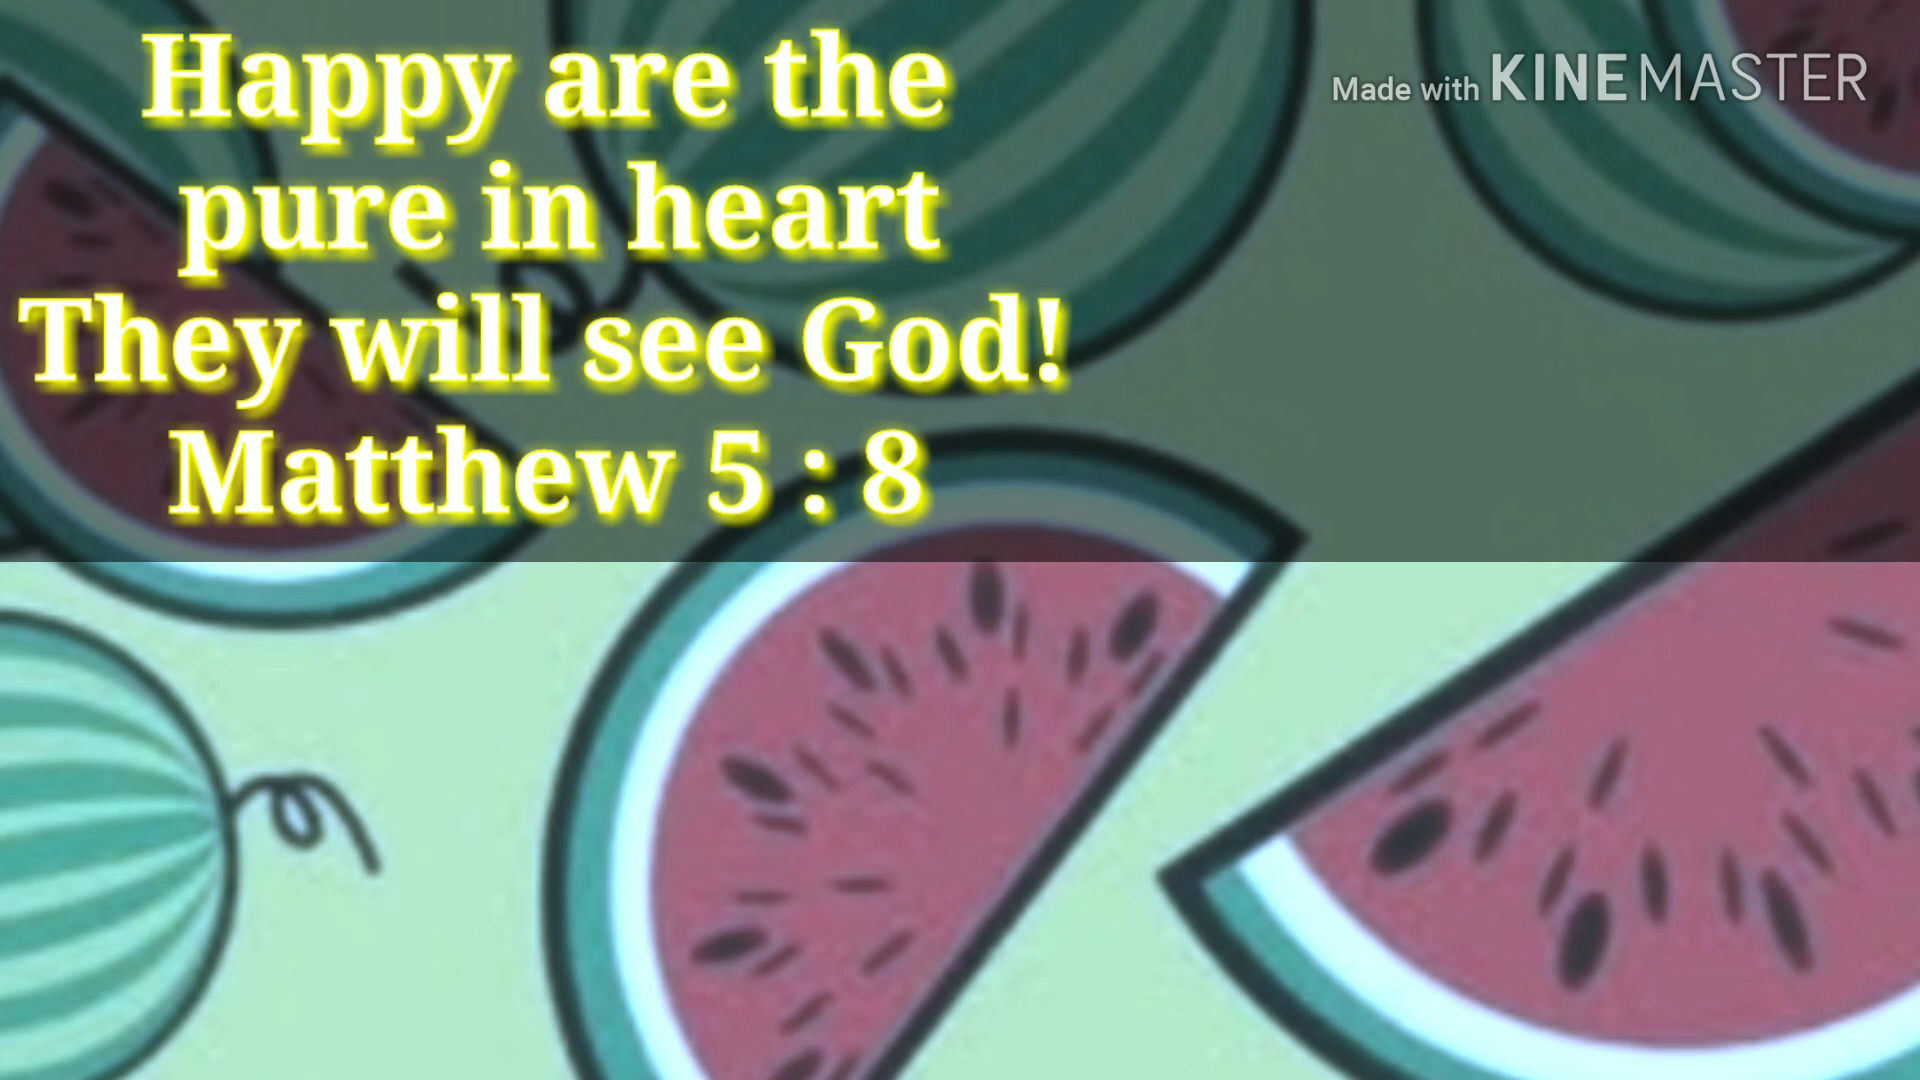 Happy are the
pure in heart
They will see God!
Matthew 5 : 8
Made with KINEMASTER